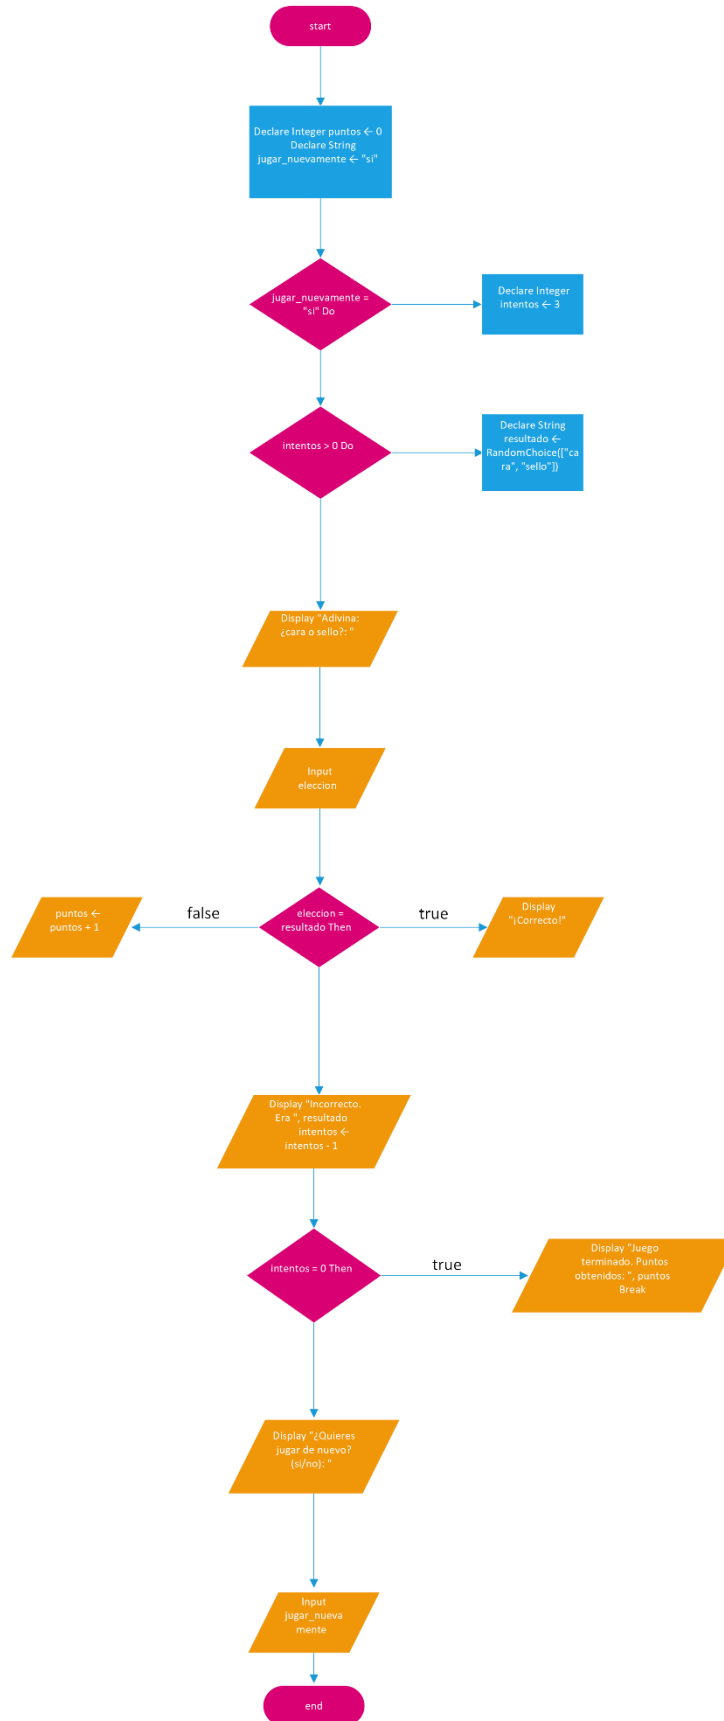 start
Declare Integer puntos ← 0
Declare String
jugar_nuevamente ← "si"
jugar_nuevamente =
"si" Do
Declare Integer
intentos ← 3
intentos > 0 Do
Declare String
resultado ←
RandomChoice(["ca
ra", "sello"])
Display "Adivina:
¿cara o sello?: "
Input
eleccion
puntos ←
puntos + 1
false
eleccion =
resultado Then
true
Display
"¡Correcto!"
Display "Incorrecto.
Era ", resultado
intentos ←
intentos - 1
intentos = 0 Then
true
Display "Juego
terminado. Puntos
obtenidos: ", puntos
Break
Display "¿Quieres
jugar de nuevo?
(si/no): "
Input
jugar_nueva
mente
end